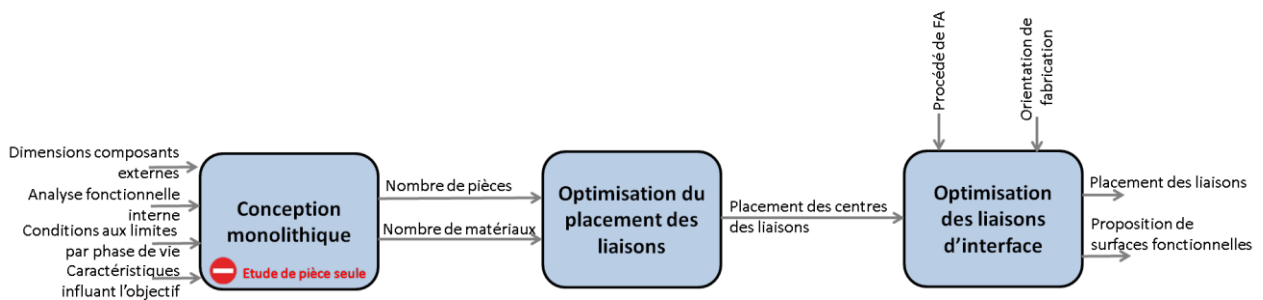 Dimensions composants
externes
Analyse fonctionnelle
interne
Conditions aux limites
par phase de vie
Caractéristiques
influant l'objectif
Conception
monolithique
Etude de pièce seule
Nombre de pièces
Nombre de matériaux
Optimisation du
placement des
liaisons
Placement des centres
des liaisons
Procédé de FA
Orientation de
fabrication
Optimisation
des liaisons
d'interface
Placement des liaisons
Proposition de
surfaces fonctionnelles